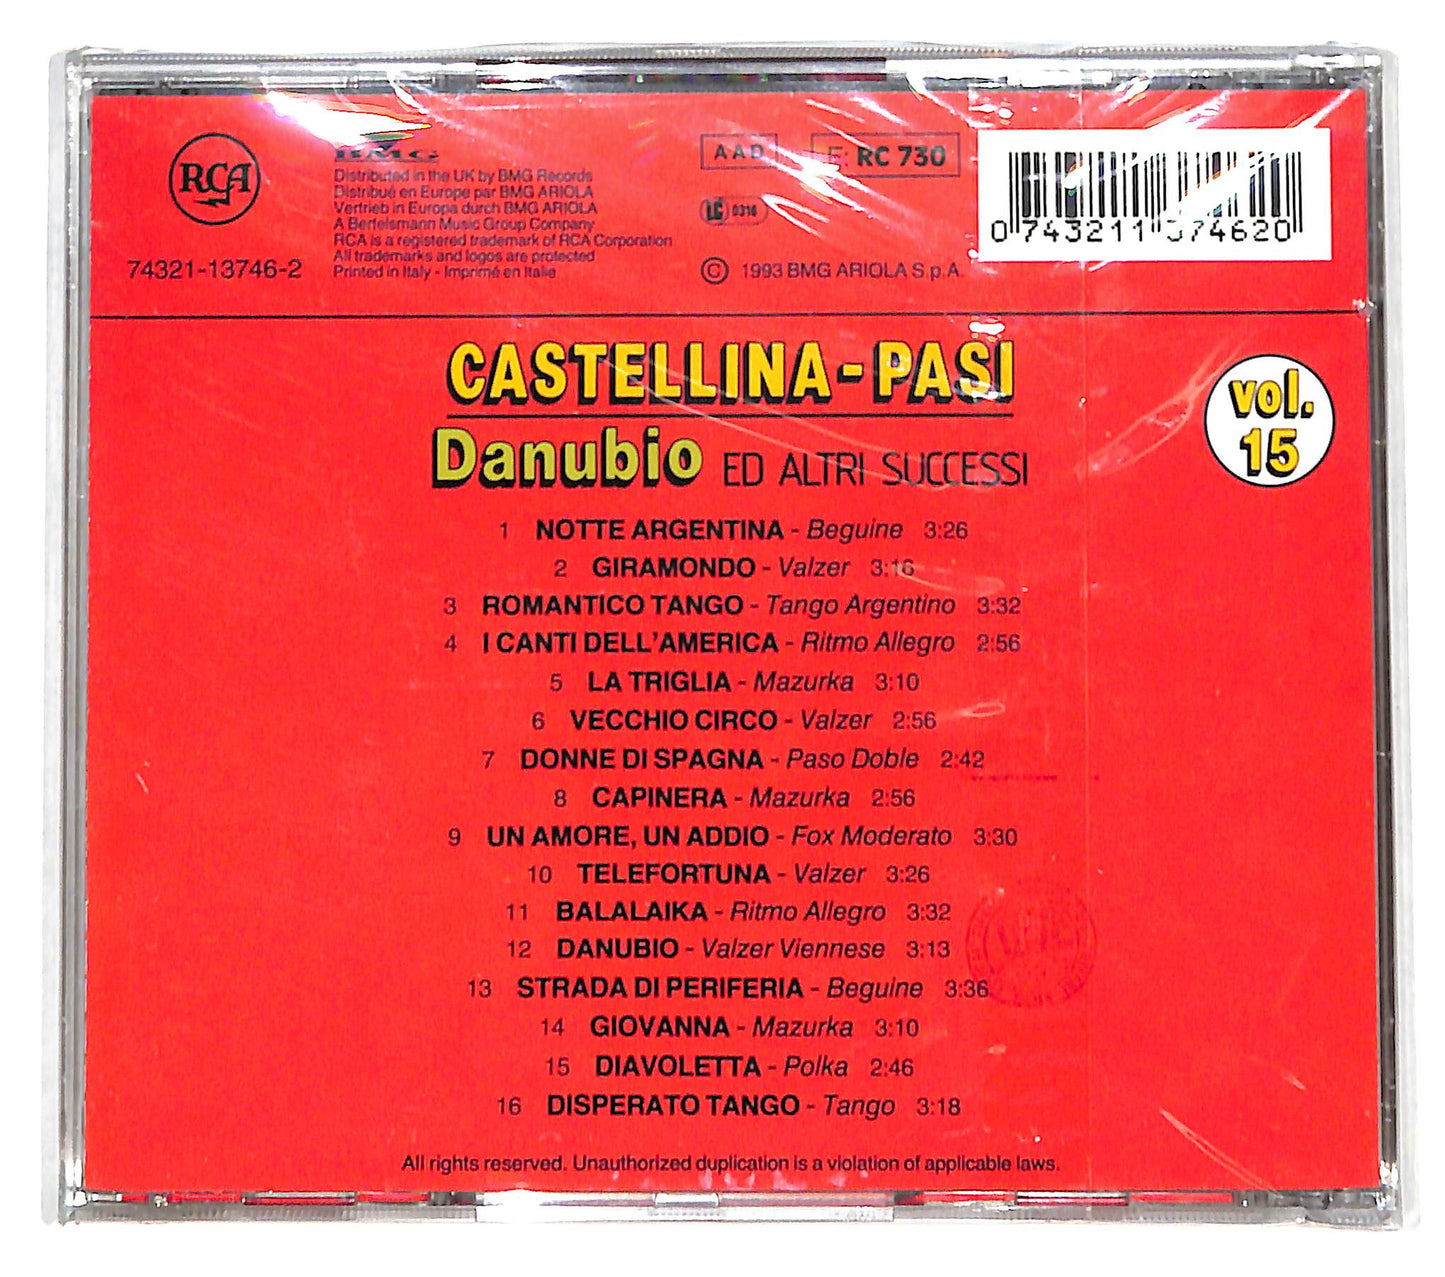 RCA
74321-13746-2
BMG
Distributed in the UK by BMG Records
Distribué en Europe par BMG ARIOLA
Vertrieb in Europa durch BMG ARIOLA
A Bertelsmann Music Group Company
RCA is a registered trademark of RCA Corporation
All trademarks and logos are protected
Printed in Italy - Imprimé en Italie
AAD
F: RC 730
LC 0316
© 1993 BMG ARIOLA S.p.A.
0 743211 374620
CASTELLINA-PASI
Danubio ED ALTRI SUCCESSI
vol.
15
1 NOTTE ARGENTINA - Beguine 3:26
2 GIRAMONDO - Valzer 3:16
3 ROMANTICO TANGO - Tango Argentino 3:32
4 I CANTI DELL'AMERICA - Ritmo Allegro 2:56
5 LA TRIGLIA - Mazurka 3:10
6 VECCHIO CIRCO - Valzer 2:56
7 DONNE DI SPAGNA - Paso Doble 2:42
8 CAPINERA - Mazurka 2:56
9 UN AMORE, UN ADDIO - Fox Moderato 3:30
10 TELEFORTUNA - Valzer 3:26
11 BALALAIKA - Ritmo Allegro 3:32
12 DANUBIO - Valzer Viennese 3:13
13 STRADA DI PERIFERIA - Beguine 3:36
14 GIOVANNA - Mazurka 3:10
15 DIAVOLETTA - Polka 2:46
16 DISPERATO TANGO - Tango 3:18
All rights reserved. Unauthorized duplication is a violation of applicable laws.